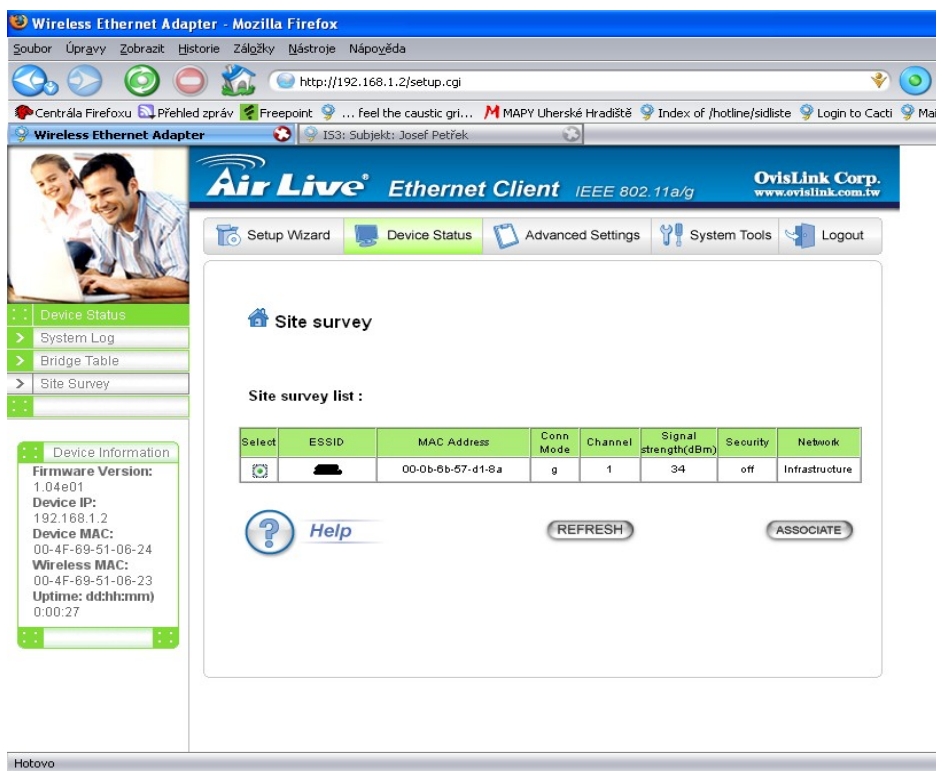 Wireless Ethernet Adapter - Mozilla Firefox
Soubor Úpravy Zobrazit Historie Záložky Nástroje Nápověda
http://192.168.1.2/setup.cgi
Centrála Firefoxu Přehled zpráv Freepoint ... feel the caustic gri... MAPY Uherské Hradiště Index of /hotline/sidliste Login to Cacti Mai
Wireless Ethernet Adapter IS3: Subjekt: Josef Petřek
Air Live® Ethernet Client IEEE 802.11a/g
OvisLink Corp.
www.ovislink.com.tw
Setup Wizard Device Status Advanced Settings System Tools Logout
Device Status
System Log
Bridge Table
Site Survey
Device Information
Firmware Version:
1.04e01
Device IP:
192.168.1.2
Device MAC:
00-4F-69-51-06-24
Wireless MAC:
00-4F-69-51-06-23
Uptime: dd:hh:mm)
0:00:27
Site survey
Site survey list :
Select ESSID MAC Address Conn Mode Channel Signal strength(dBm) Security Network
00-0b-6b-57-d1-8a g 1 34 off Infrastructure
Help REFRESH ASSOCIATE
Hotovo